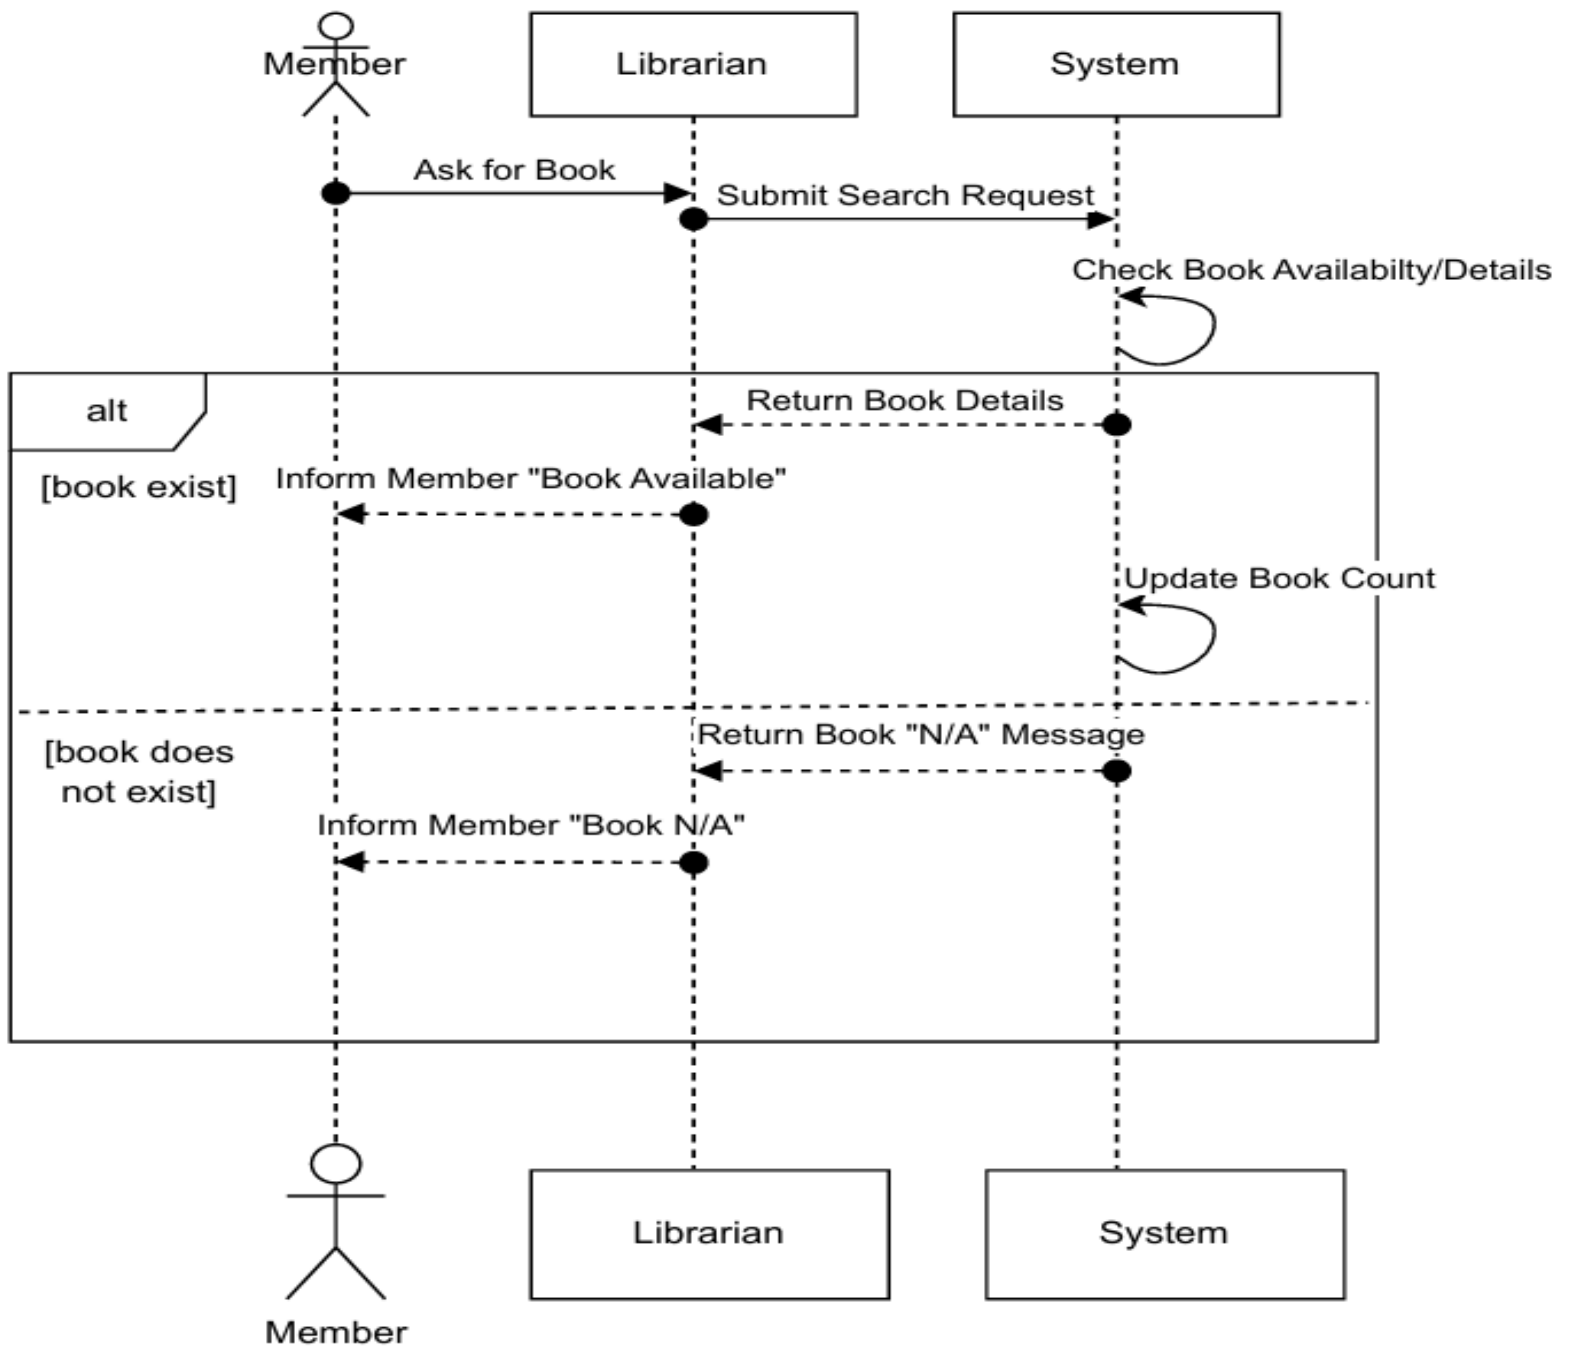 Member
Librarian
System
Ask for Book
Submit Search Request
Check Book Availabilty/Details
alt
Return Book Details
[book exist]
Inform Member "Book Available"
Update Book Count
Return Book "N/A" Message
[book does
not exist]
Inform Member "Book N/A"
Librarian
System
Member